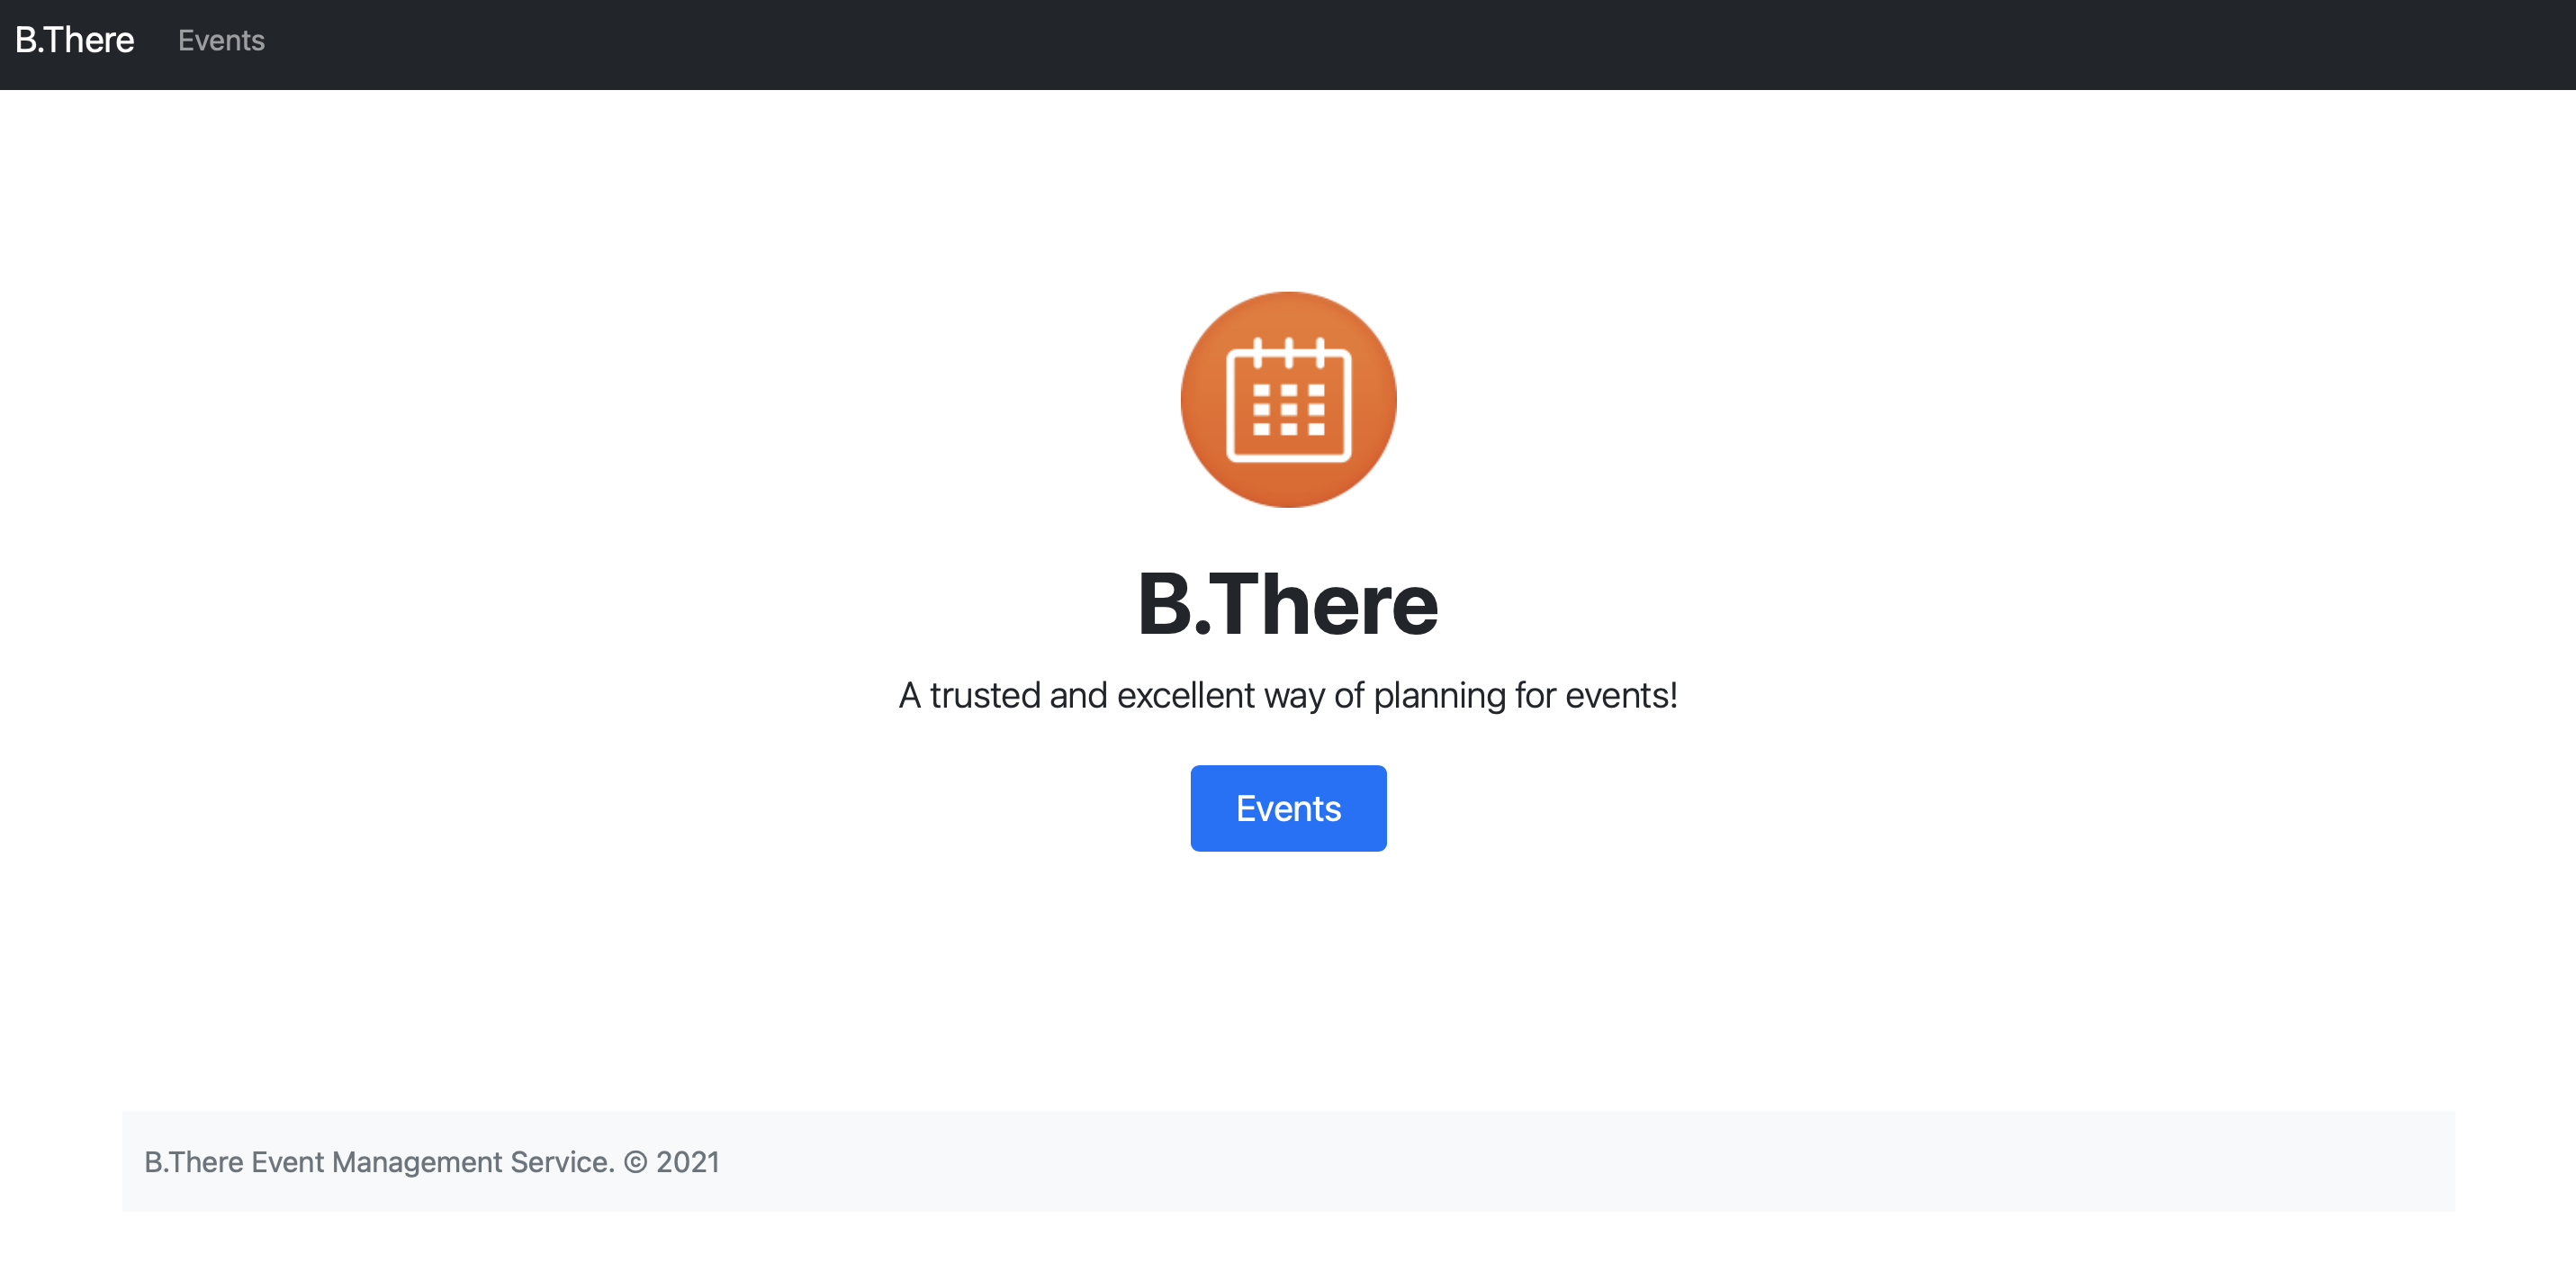 B.There Events
B.There
A trusted and excellent way of planning for events!
Events
B.There Event Management Service. © 2021